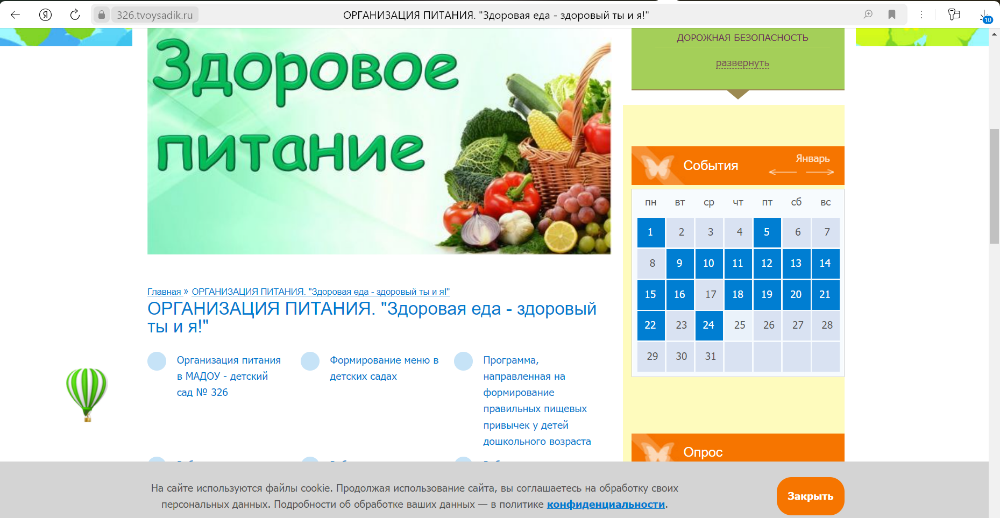 326.tvoysadik.ru
ОРГАНИЗАЦИЯ ПИТАНИЯ. "Здоровая еда - здоровый ты и я!"
10
Здоровое
питание
ДОРОЖНАЯ БЕЗОПАСНОСТЬ
развернуть
События
Январь
пн вт ср чт пт сб вс
1 2 3 4 5 6 7
8 9 10 11 12 13 14
15 16 17 18 19 20 21
22 23 24 25 26 27 28
29 30 31
Главная » ОРГАНИЗАЦИЯ ПИТАНИЯ. "Здоровая еда - здоровый ты и я!"
ОРГАНИЗАЦИЯ ПИТАНИЯ. "Здоровая еда - здоровый
ты и я!"
Организация питания
в МАДОУ - детский
сад № 326
Формирование меню в
детских садах
Программа,
направленная на
формирование
правильных пищевых
привычек у детей
дошкольного возраста
Опрос
На сайте используются файлы cookie. Продолжая использование сайта, вы соглашаетесь на обработку своих
персональных данных. Подробности об обработке ваших данных — в политике конфиденциальности.
Закрыть